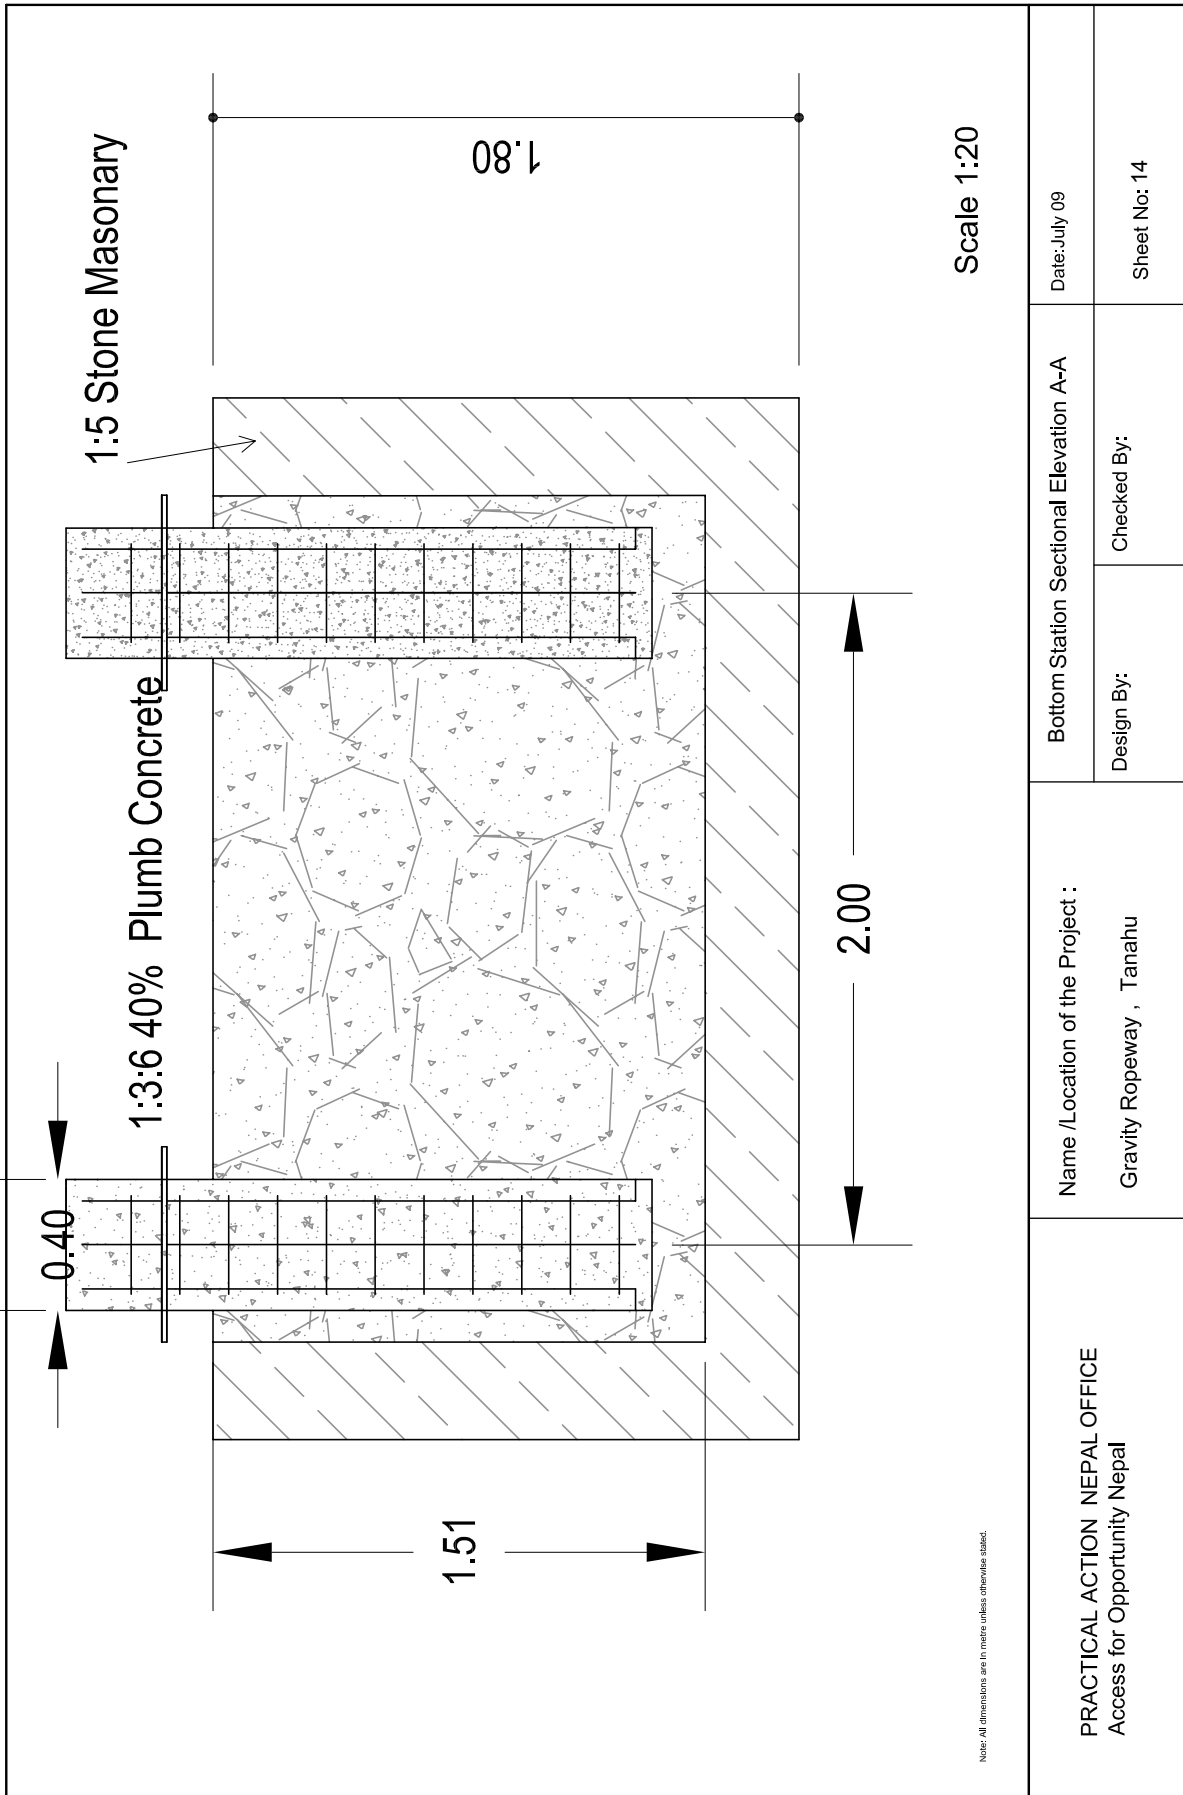 1:5 Stone Masonary
1.80
1:3:6 40% Plumb Concrete
0.40
2.00
1.51
Scale 1:20
Note: All dimensions are in metre unless otherwise stated.
PRACTICAL ACTION NEPAL OFFICE
Access for Opportunity Nepal
Name /Location of the Project :
Gravity Ropeway , Tanahu
Bottom Station Sectional Elevation A-A
Design By:
Checked By:
Date:July 09
Sheet No: 14